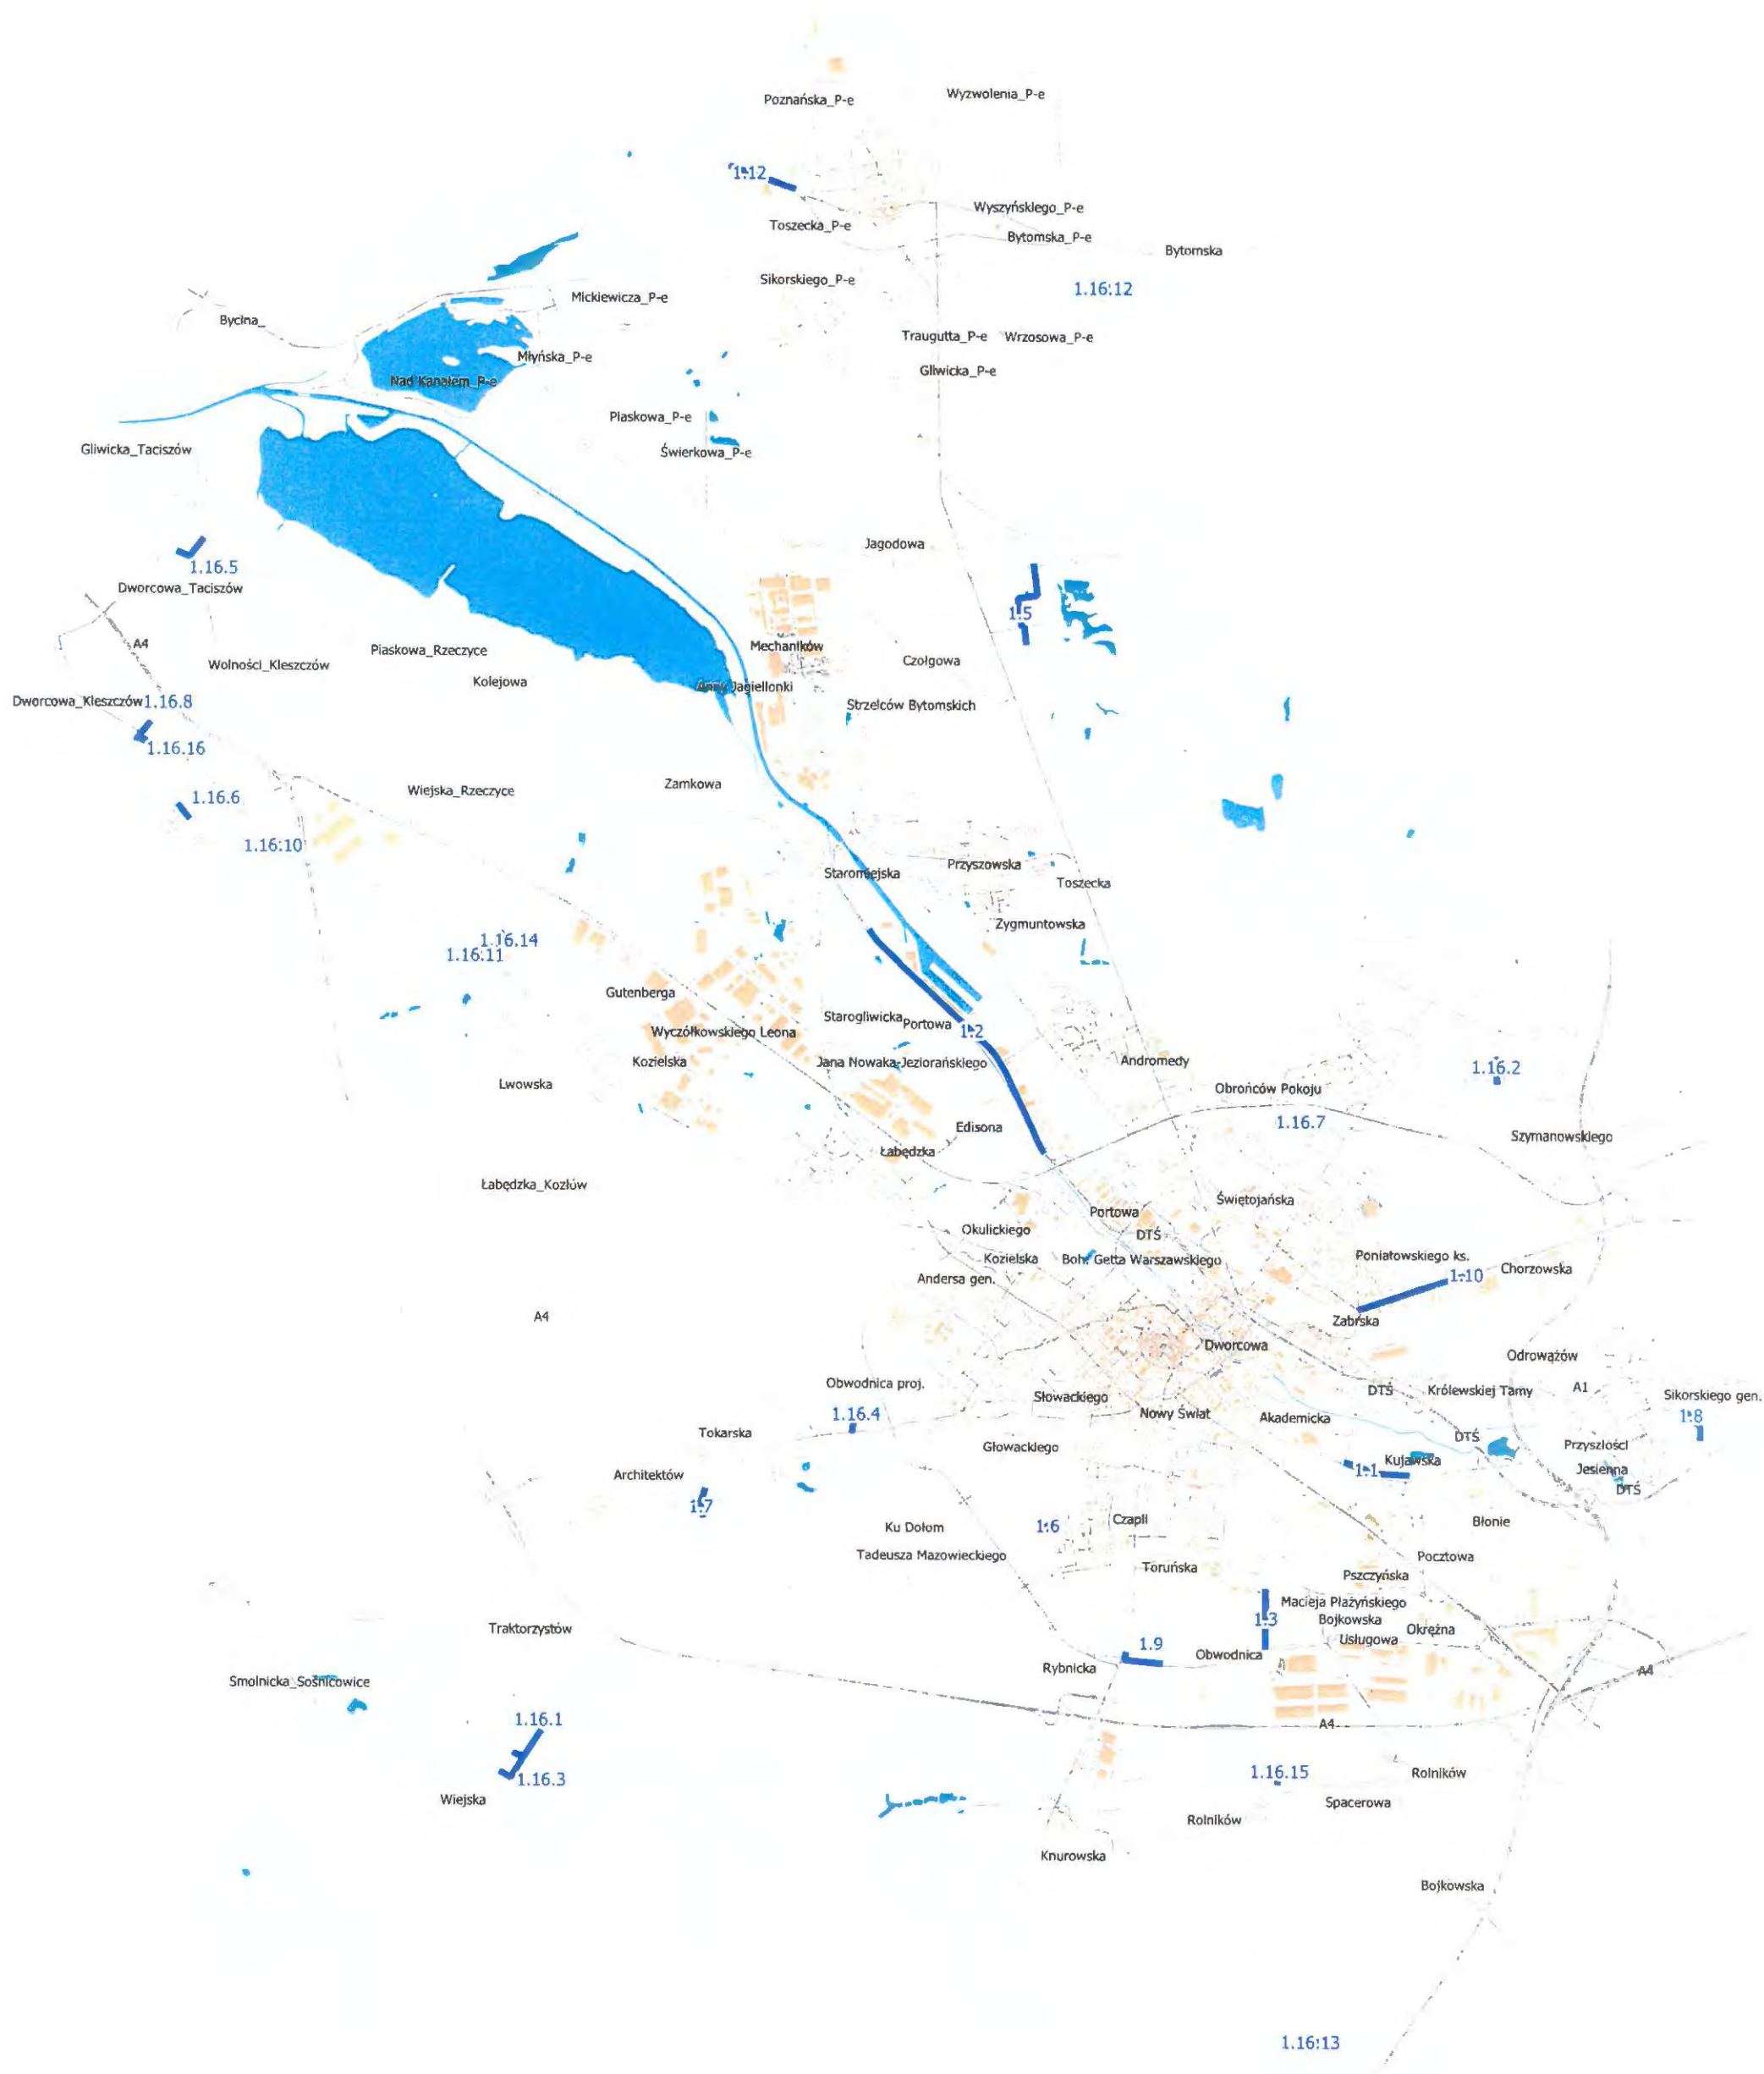 Poznańska_P-e
Wyzwolenia_P-e
1.12
Wyszyńskiego_P-e
Toszecka_P-e
Bytomska_P-e
Bytomska
Sikorskiego_P-e
1.16.12
Mickiewicza_P-e
Bycina_
Traugutta_P-e
Wrzosowa_P-e
Młyńska_P-e
Gliwicka_P-e
Nad Kanałem_P-e
Piaskowa_P-e
Gliwicka_Taciszów
Świerkowa_P-e
Jagodowa
1.16.5
Dworcowa_Taciszów
1.5
A4
Piaskowa_Rzeczyce
Mechaników
Wolności_Kleszczów
Czołgowa
Kolejowa
Anny Jagiellonki
Dworcowa_Kleszczów
1.16.8
Strzelców Bytomskich
1.16.16
Zamkowa
Wiejska_Rzeczyce
1.16.6
1.16.10
Przyszowska
Staromiejska
Toszecka
Zygmuntowska
1.16.14
1.16.11
Gutenberga
Starogliwicka
Portowa
1.2
Wyczółkowskiego Leona
Kozielska
Jana Nowaka-Jeziorańskiego
Andromedy
1.16.2
Lwowska
Obrońców Pokoju
1.16.7
Edisona
Szymanowskiego
Łabędzka
Łabędzka_Kozłów
Świętojańska
Portowa
Okulickiego
DTŚ
Kozielska
Boh. Getta Warszawskiego
Poniatowskiego ks.
Chorzowska
1.10
Andersa gen.
A4
Zabrska
Dworcowa
Odrowążów
Obwodnica proj.
Słowackiego
DTŚ
Królewskiej Tamy
A1
Sikorskiego gen.
1.16.4
Nowy Świat
Akademicka
1.8
Tokarska
DTŚ
Głowackiego
Przyszłości
Kujawska
1.1
Jesienna
Architektów
DTŚ
1.7
Czapli
Błonie
Ku Dołom
1.6
Tadeusza Mazowieckiego
Pocztowa
Toruńska
Pszczyńska
Macieja Płażyńskiego
1.3
Bojkowska
Traktorzystów
Okrężna
Usługowa
1.9
Obwodnica
Rybnicka
A4
Smolnicka_Sośnicowice
1.16.1
A4
1.16.15
Rolników
1.16.3
Wiejska
Spacerowa
Rolników
Knurowska
Bojkowska
1.16.13